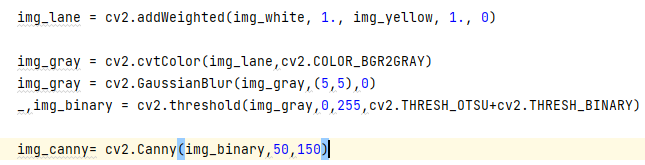 img_lane = cv2.addWeighted(img_white, 1., img_yellow, 1., 0)
img_gray = cv2.cvtColor(img_lane,cv2.COLOR_BGR2GRAY)
img_gray = cv2.GaussianBlur(img_gray,(5,5),0)
_,img_binary = cv2.threshold(img_gray,0,255,cv2.THRESH_OTSU+cv2.THRESH_BINARY)
img_canny= cv2.Canny(img_binary,50,150)